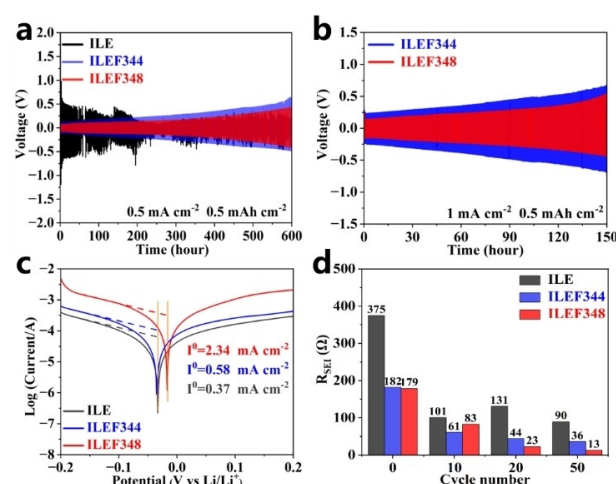 a
ILE
ILEF344
ILEF348
Voltage (V)
2.0
1.5
1.0
0.5
0.0
-0.5
-1.0
-1.5
-2.0
0.5 mA cm⁻² 0.5 mAh cm⁻²
0 100 200 300 400 500 600
Time (hour)
b
ILEF344
ILEF348
Voltage (V)
1.5
1.0
0.5
0.0
-0.5
-1.0
-1.5
1 mA cm⁻² 0.5 mAh cm⁻²
0 30 60 90 120 150
Time (hour)
c
Log (Current/A)
-2
-3
-4
-5
-6
-7
-8
I⁰=2.34 mA cm⁻²
I⁰=0.58 mA cm⁻²
I⁰=0.37 mA cm⁻²
ILE
ILEF344
ILEF348
-0.2 -0.1 0.0 0.1 0.2
Potential (V vs Li/Li⁺)
d
ILE
ILEF344
ILEF348
R_SEI (Ω)
500
400
300
200
100
0
375
182 179
101
61
83
131
44
23
90
36
13
0 10 20 50
Cycle number